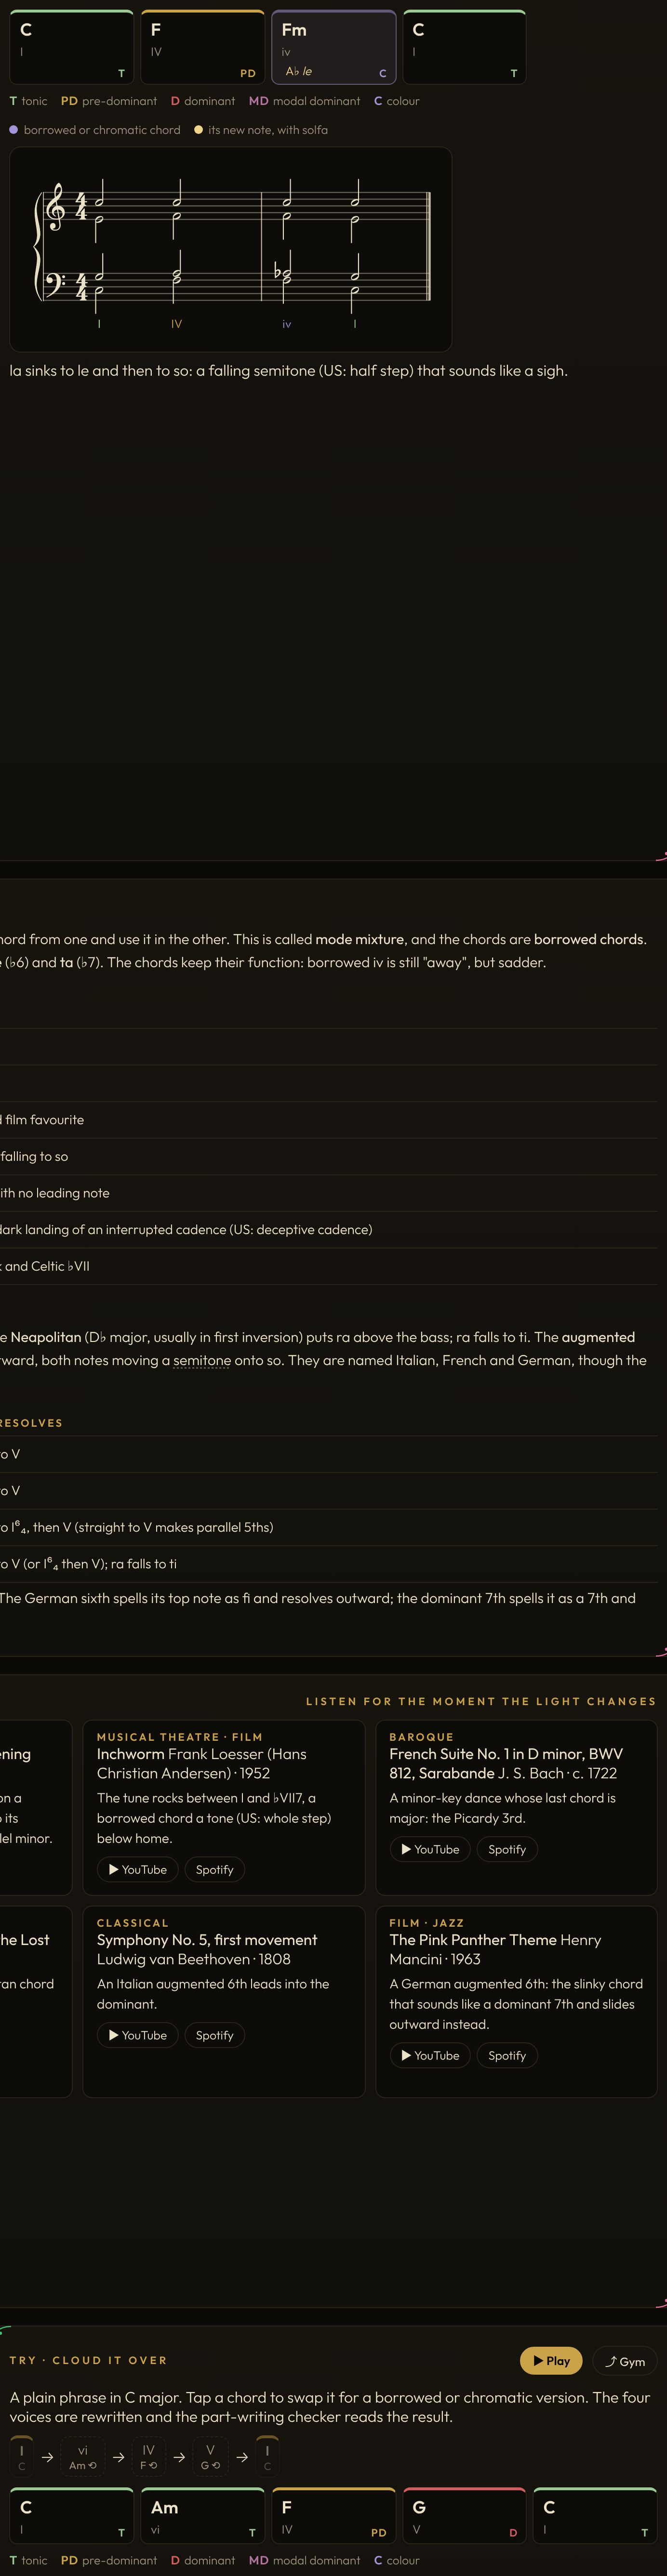 C F Fm C
I IV iv I
A♭ le
T PD C T
T tonic PD pre-dominant D dominant MD modal dominant C colour
borrowed or chromatic chord its new note, with solfa
4 4
4 4
I IV iv I
la sinks to le and then to so: a falling semitone (US: half step) that sounds like a sigh.
hord from one and use it in the other. This is called mode mixture, and the chords are borrowed chords.
(♭6) and ta (♭7). The chords keep their function: borrowed iv is still "away", but sadder.
film favourite
falling to so
ith no leading note
dark landing of an interrupted cadence (US: deceptive cadence)
and Celtic ♭VII
e Neapolitan (D♭ major, usually in first inversion) puts ra above the bass; ra falls to ti. The augmented
ward, both notes moving a semitone onto so. They are named Italian, French and German, though the
RESOLVES
o V
o V
o I⁶₄, then V (straight to V makes parallel 5ths)
o V (or I⁶₄ then V); ra falls to ti
The German sixth spells its top note as fi and resolves outward; the dominant 7th spells it as a 7th and
LISTEN FOR THE MOMENT THE LIGHT CHANGES
ening
on a
its
del minor.
MUSICAL THEATRE · FILM
Inchworm Frank Loesser (Hans
Christian Andersen) · 1952
The tune rocks between I and ♭VII7, a
borrowed chord a tone (US: whole step)
below home.
▶ YouTube Spotify
BAROQUE
French Suite No. 1 in D minor, BWV
812, Sarabande J. S. Bach · c. 1722
A minor-key dance whose last chord is
major: the Picardy 3rd.
▶ YouTube Spotify
he Lost
an chord
CLASSICAL
Symphony No. 5, first movement
Ludwig van Beethoven · 1808
An Italian augmented 6th leads into the
dominant.
▶ YouTube Spotify
FILM · JAZZ
The Pink Panther Theme Henry
Mancini · 1963
A German augmented 6th: the slinky chord
that sounds like a dominant 7th and slides
outward instead.
▶ YouTube Spotify
TRY · CLOUD IT OVER
▶ Play ⤴ Gym
A plain phrase in C major. Tap a chord to swap it for a borrowed or chromatic version. The four
voices are rewritten and the part-writing checker reads the result.
I → vi → IV → V → I
C Am ⟲ F ⟲ G ⟲ C
C Am F G C
I vi IV V I
T T PD D T
T tonic PD pre-dominant D dominant MD modal dominant C colour